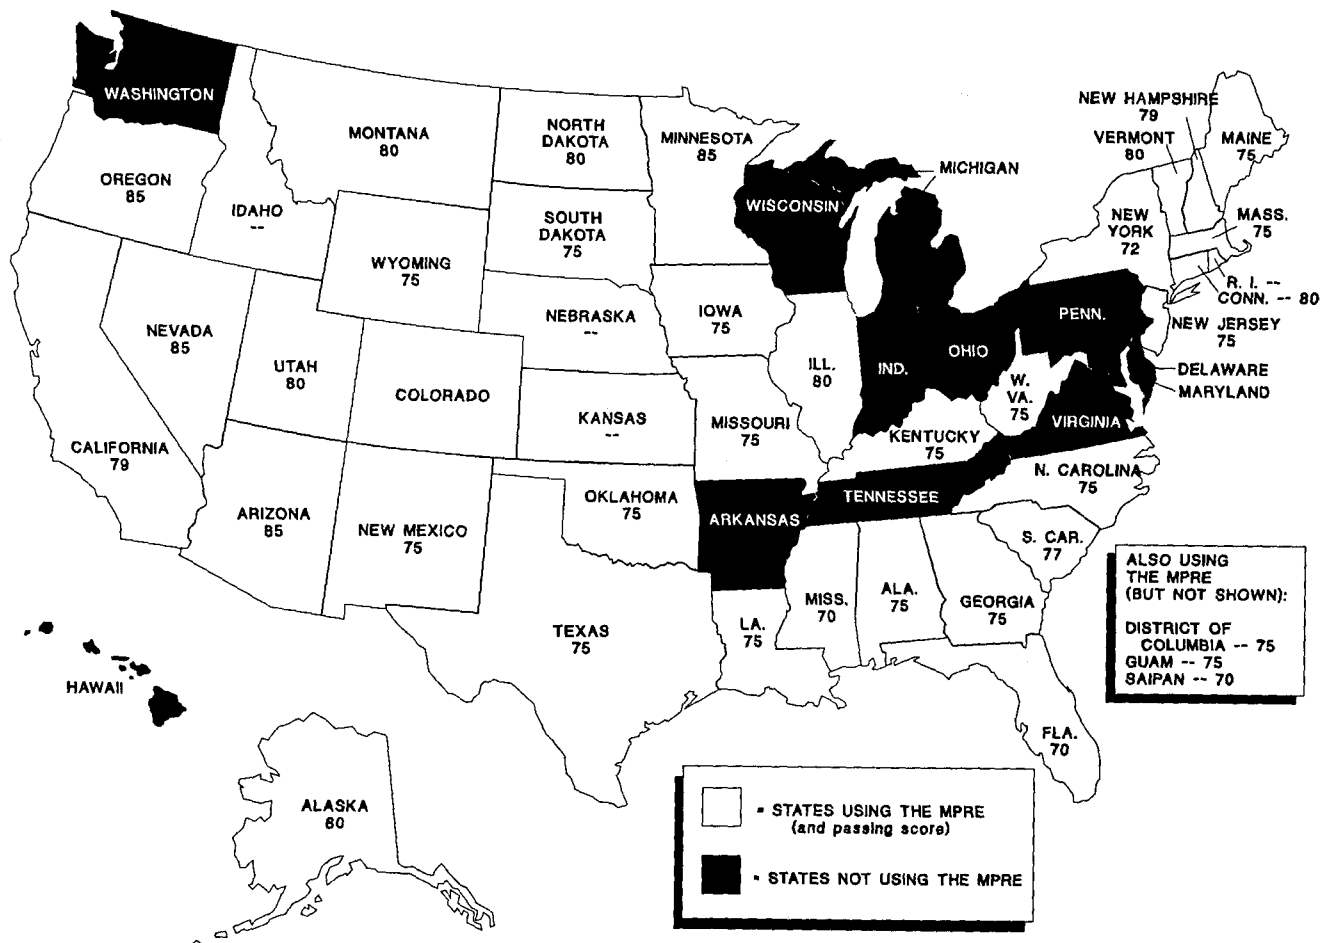 WASHINGTON
MONTANA
80
NORTH
DAKOTA
80
MINNESOTA
85
NEW HAMPSHIRE
79
VERMONT
80
MAINE
75
OREGON
85
IDAHO
--
WYOMING
75
SOUTH
DAKOTA
75
WISCONSIN
MICHIGAN
NEW
YORK
72
MASS.
75
R. I. --
CONN. -- 80
NEVADA
85
UTAH
80
COLORADO
NEBRASKA
--
IOWA
75
ILL.
80
IND.
OHIO
PENN.
NEW JERSEY
75
DELAWARE
MARYLAND
W.
VA.
75
VIRGINIA
CALIFORNIA
79
KANSAS
--
MISSOURI
75
KENTUCKY
75
N. CAROLINA
75
ARIZONA
85
NEW MEXICO
75
OKLAHOMA
75
ARKANSAS
TENNESSEE
S. CAR.
77
TEXAS
75
LA.
75
MISS.
70
ALA.
75
GEORGIA
75
FLA.
70
HAWAII
ALASKA
80
ALSO USING
THE MPRE
(BUT NOT SHOWN):
DISTRICT OF
COLUMBIA -- 75
GUAM -- 75
SAIPAN -- 70
= STATES USING THE MPRE
(and passing score)
= STATES NOT USING THE MPRE